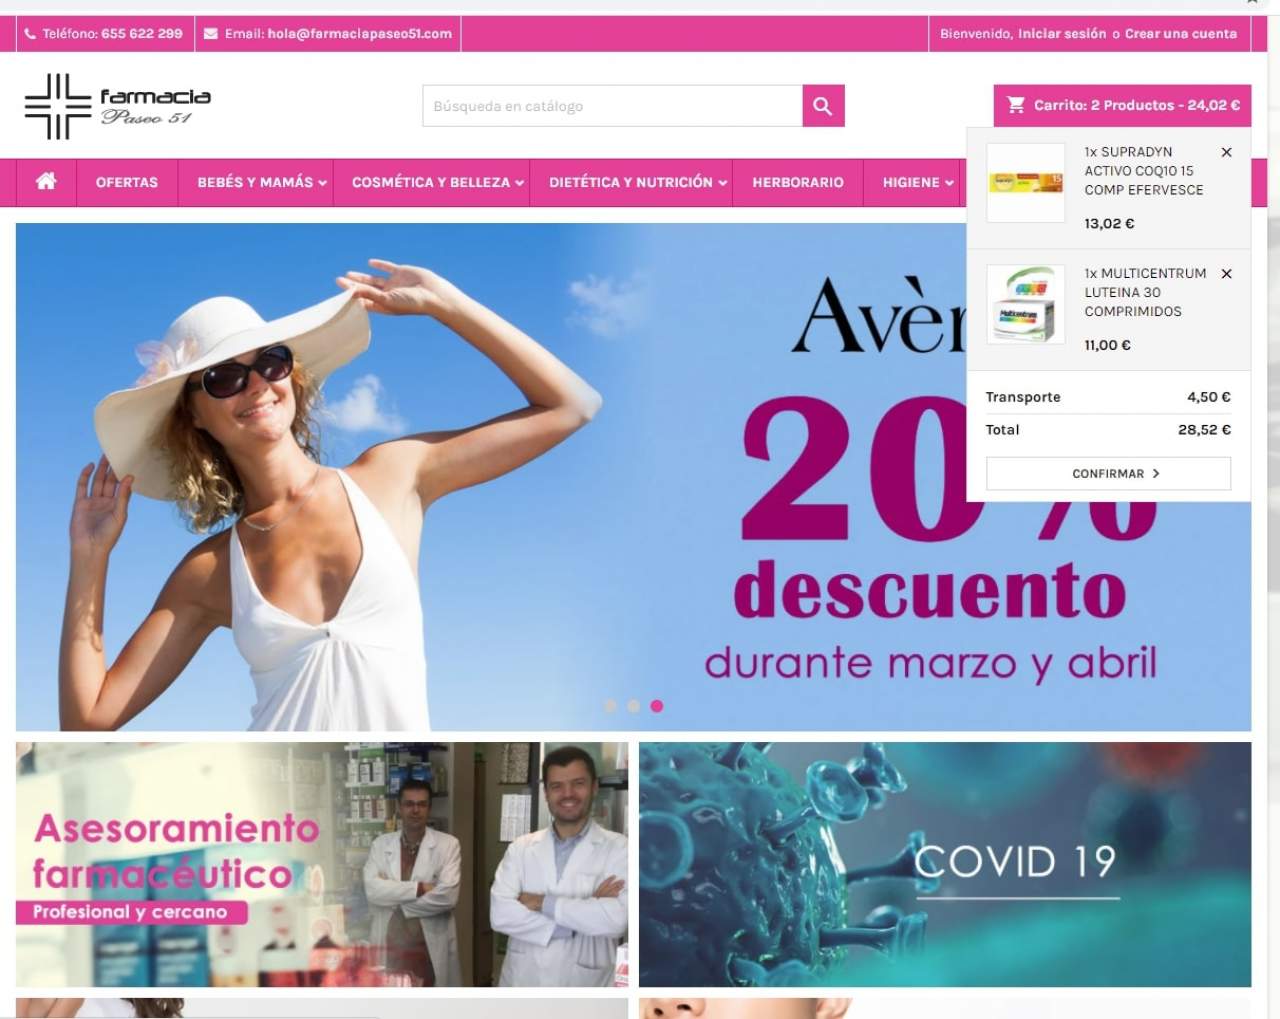 Teléfono: 655 622 299
Email: hola@farmaciapaseo51.com
Bienvenido, Iniciar sesión o Crear una cuenta
farmacia
Paseo 51
Búsqueda en catálogo
Carrito: 2 Productos - 24,02 €
OFERTAS
BEBÉS Y MAMÁS
COSMÉTICA Y BELLEZA
DIETÉTICA Y NUTRICIÓN
HERBORARIO
HIGIENE
1x SUPRADYN
ACTIVO COQ10 15
COMP EFERVESCE
13,02 €
1x MULTICENTRUM
LUTEINA 30
COMPRIMIDOS
Multicentrum
11,00 €
Transporte 4,50 €
Total 28,52 €
CONFIRMAR
Avèn
20%
descuento
durante marzo y abril
Asesoramiento
farmacéutico
Profesional y cercano
COVID 19